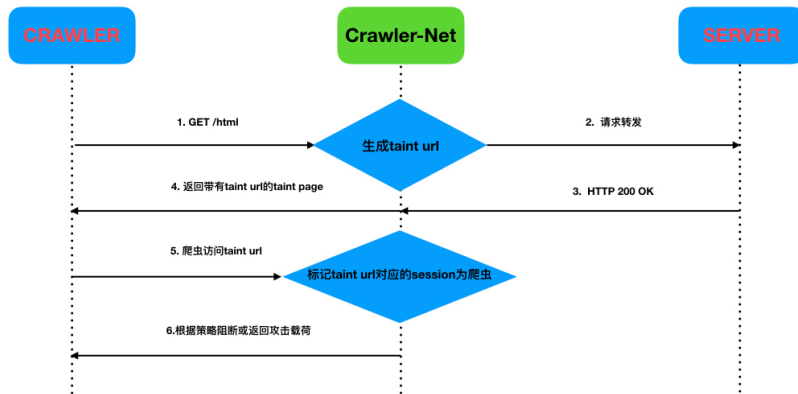 CRAWLER
Crawler-Net
SERVER
1. GET /html
生成taint url
2. 请求转发
4. 返回带有taint url的taint page
3. HTTP 200 OK
5. 爬虫访问taint url
标记taint url对应的session为爬虫
6.根据策略阻断或返回攻击载荷